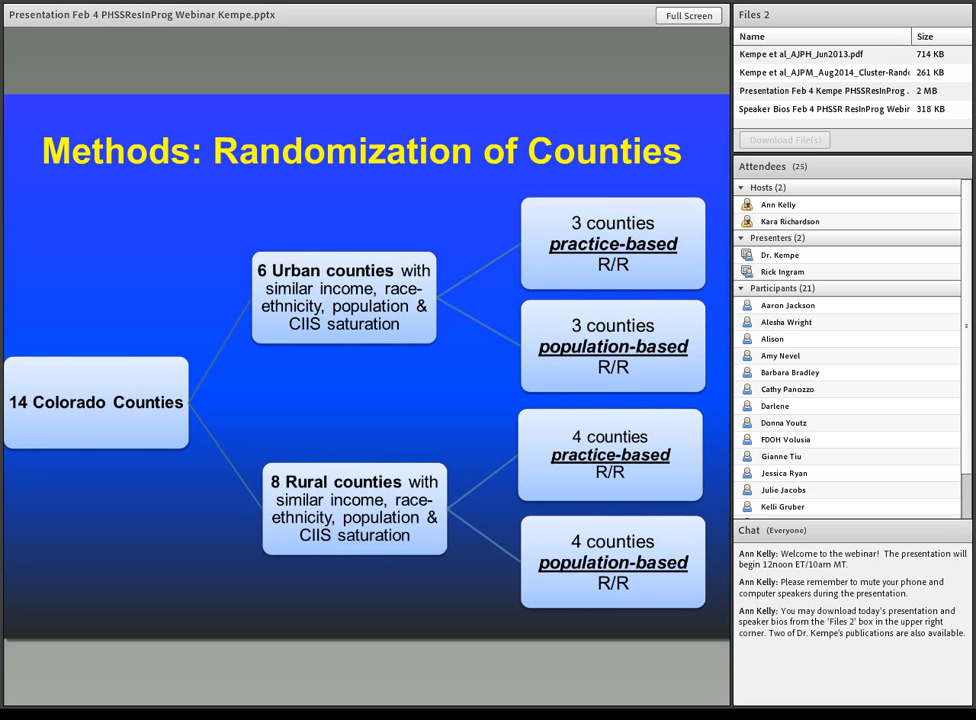 Presentation Feb 4 PHSSResInProg Webinar Kempe.pptx
Full Screen
Methods: Randomization of Counties
14 Colorado Counties
6 Urban counties with
similar income, race-
ethnicity, population &
CIIS saturation
8 Rural counties with
similar income, race-
ethnicity, population &
CIIS saturation
3 counties
practice-based
R/R
3 counties
population-based
R/R
4 counties
practice-based
R/R
4 counties
population-based
R/R
Files 2
Name Size
Kempe et al_AJPH_Jun2013.pdf 714 KB
Kempe et al_AJPM_Aug2014_Cluster-Rand 261 KB
Presentation Feb 4 Kempe PHSSResInProg . 2 MB
Speaker Bios Feb 4 PHSSR ResInProg Webir 318 KB
Download File(s)
Attendees (25)
Hosts (2)
Ann Kelly
Kara Richardson
Presenters (2)
Dr. Kempe
Rick Ingram
Participants (21)
Aaron Jackson
Alesha Wright
Alison
Amy Nevel
Barbara Bradley
Cathy Panozzo
Darlene
Donna Youtz
FDOH Volusia
Gianne Tiu
Jessica Ryan
Julie Jacobs
Kelli Gruber
Chat (Everyone)
Ann Kelly: Welcome to the webinar! The presentation will
begin 12noon ET/10am MT.
Ann Kelly: Please remember to mute your phone and
computer speakers during the presentation.
Ann Kelly: You may download today's presentation and
speaker bios from the 'Files 2' box in the upper right
corner. Two of Dr. Kempe's publications are also available.